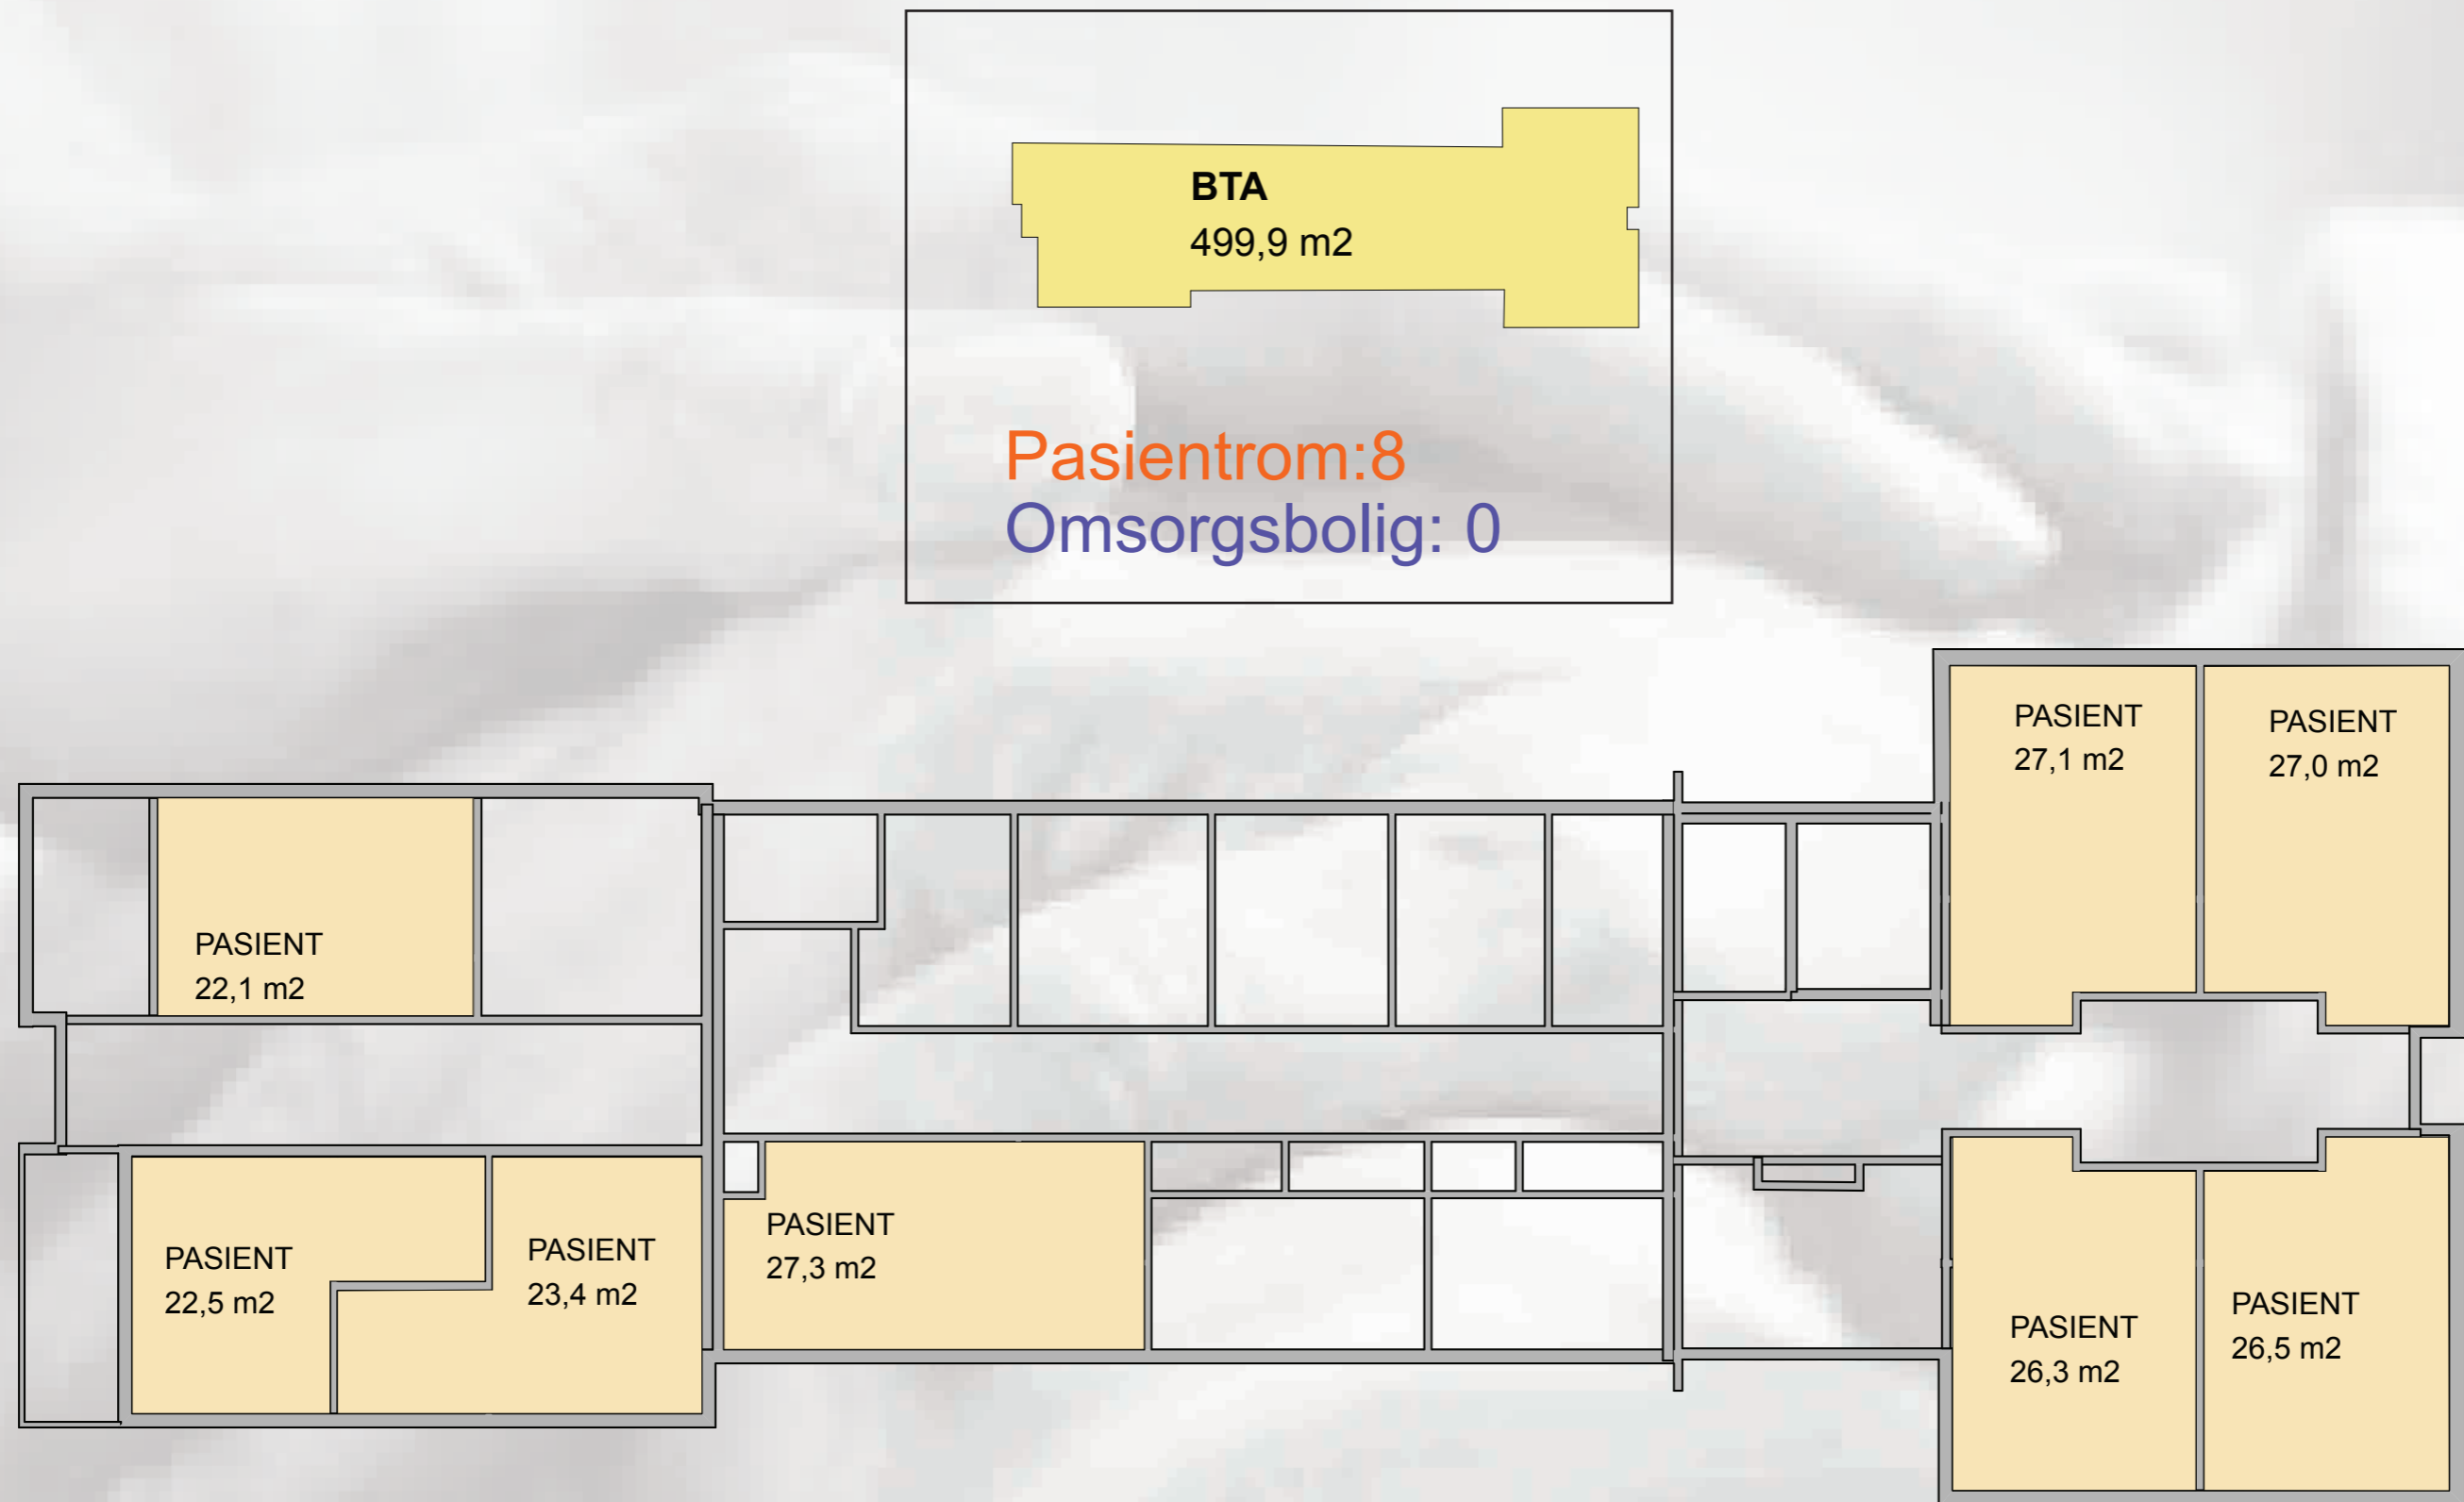 BTA
499,9 m2
Pasientrom:8
Omsorgsbolig: 0
PASIENT
27,1 m2
PASIENT
27,0 m2
PASIENT
22,1 m2
PASIENT
22,5 m2
PASIENT
23,4 m2
PASIENT
27,3 m2
PASIENT
26,3 m2
PASIENT
26,5 m2